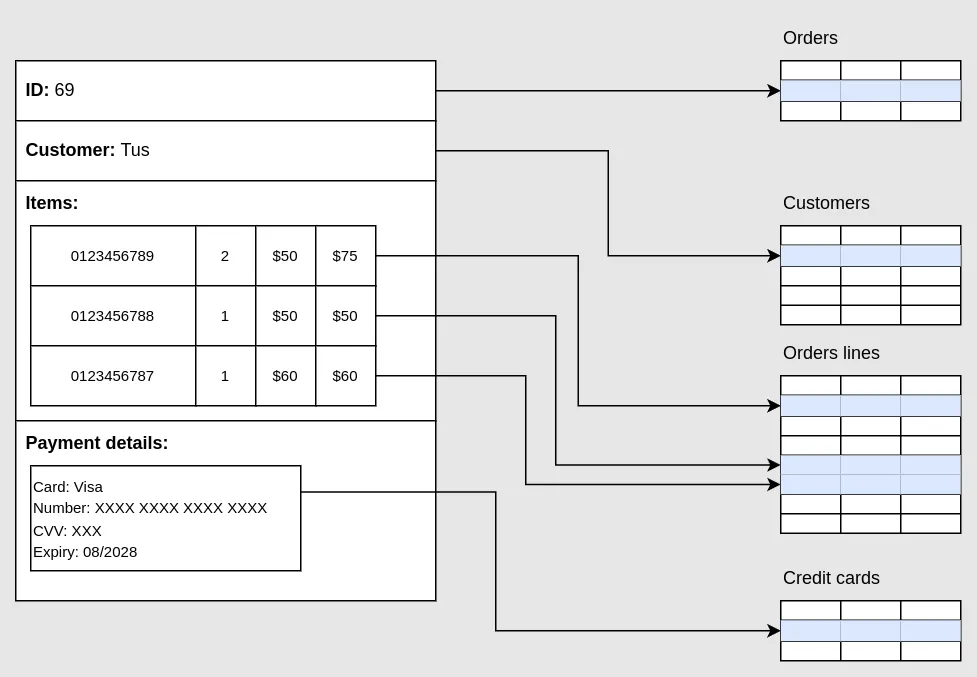 Orders
ID: 69
Customer: Tus
Customers
Items:
0123456789 2 $50 $75
0123456788 1 $50 $50
0123456787 1 $60 $60
Orders lines
Payment details:
Card: Visa
Number: XXXX XXXX XXXX XXXX
CVV: XXX
Expiry: 08/2028
Credit cards